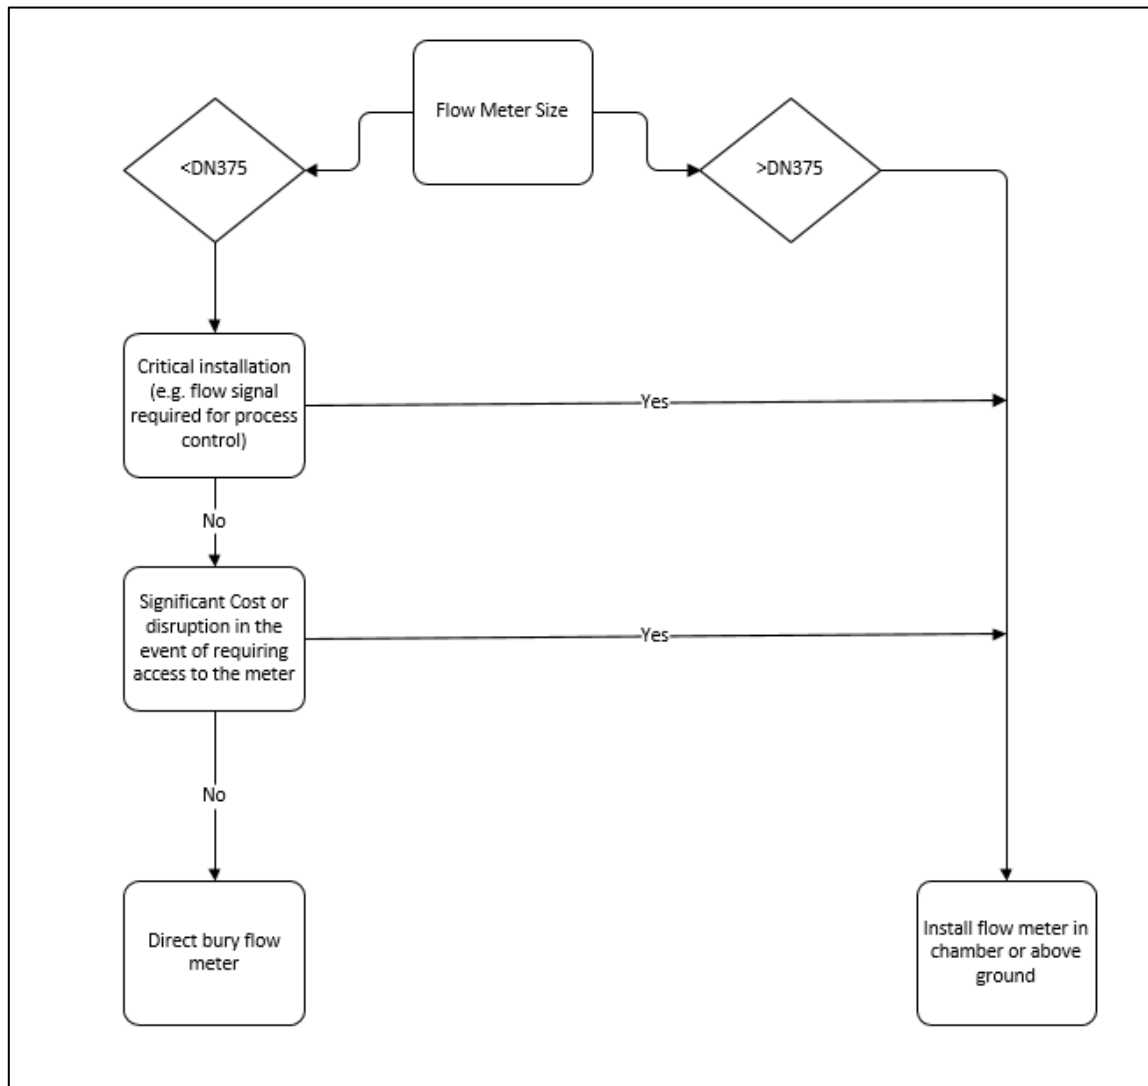 Flow Meter Size
<DN375
>DN375
Critical installation
(e.g. flow signal
required for process
control)
Yes
No
Significant Cost or
disruption in the
event of requiring
access to the meter
Yes
No
Direct bury flow
meter
Install flow meter in
chamber or above
ground